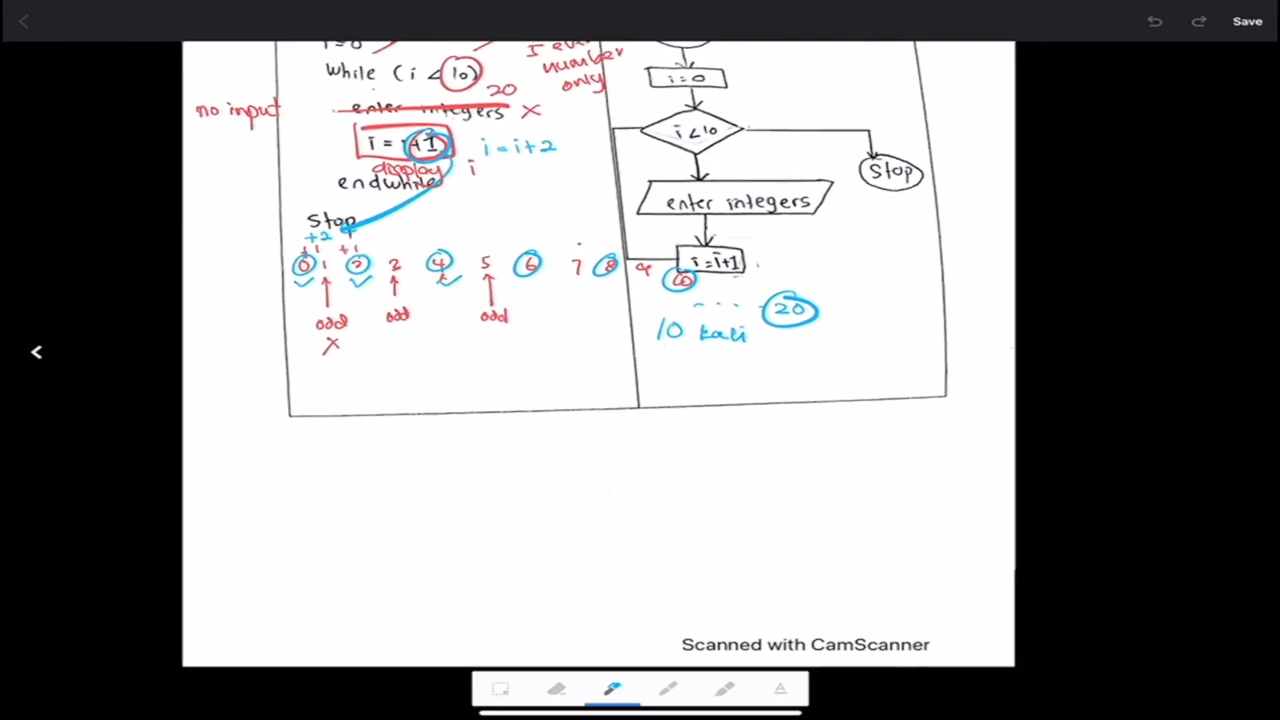 Save
i=0
While (i < 10)
20
number
only
no input
enter integers X
i = i+1
i = i+2
display i
endwhile
Stop
+2
+1 +1
0 1 2 2 4 5 6 7 8 9 10
odd odd odd
X
i=0
i<10
Stop
enter integers
i=i+1
.... 20
10 kali
Scanned with CamScanner
A